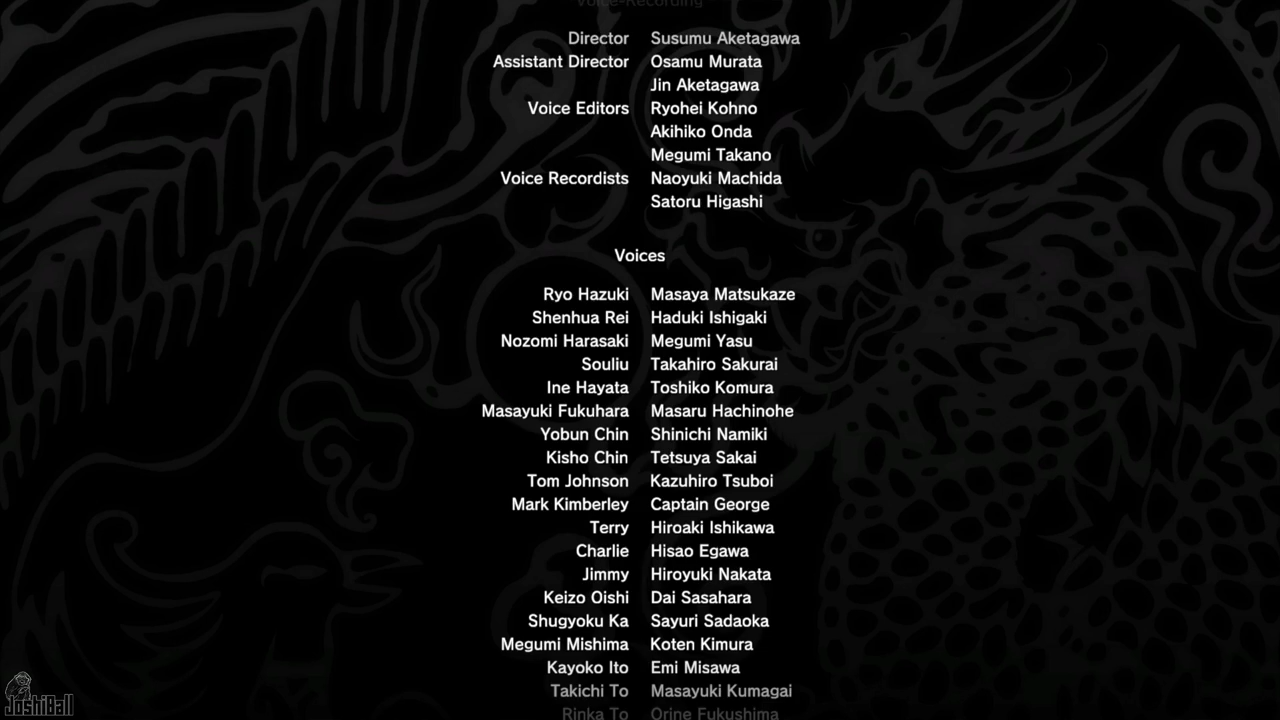 Voice-Recording
Director Susumu Aketagawa
Assistant Director Osamu Murata
Jin Aketagawa
Voice Editors Ryohei Kohno
Akihiko Onda
Megumi Takano
Voice Recordists Naoyuki Machida
Satoru Higashi
Voices
Ryo Hazuki Masaya Matsukaze
Shenhua Rei Haduki Ishigaki
Nozomi Harasaki Megumi Yasu
Souliu Takahiro Sakurai
Ine Hayata Toshiko Komura
Masayuki Fukuhara Masaru Hachinohe
Yobun Chin Shinichi Namiki
Kisho Chin Tetsuya Sakai
Tom Johnson Kazuhiro Tsuboi
Mark Kimberley Captain George
Terry Hiroaki Ishikawa
Charlie Hisao Egawa
Jimmy Hiroyuki Nakata
Keizo Oishi Dai Sasahara
Shugyoku Ka Sayuri Sadaoka
Megumi Mishima Koten Kimura
Kayoko Ito Emi Misawa
Takichi To Masayuki Kumagai
Rinka To Orine Fukushima
JoshiBall